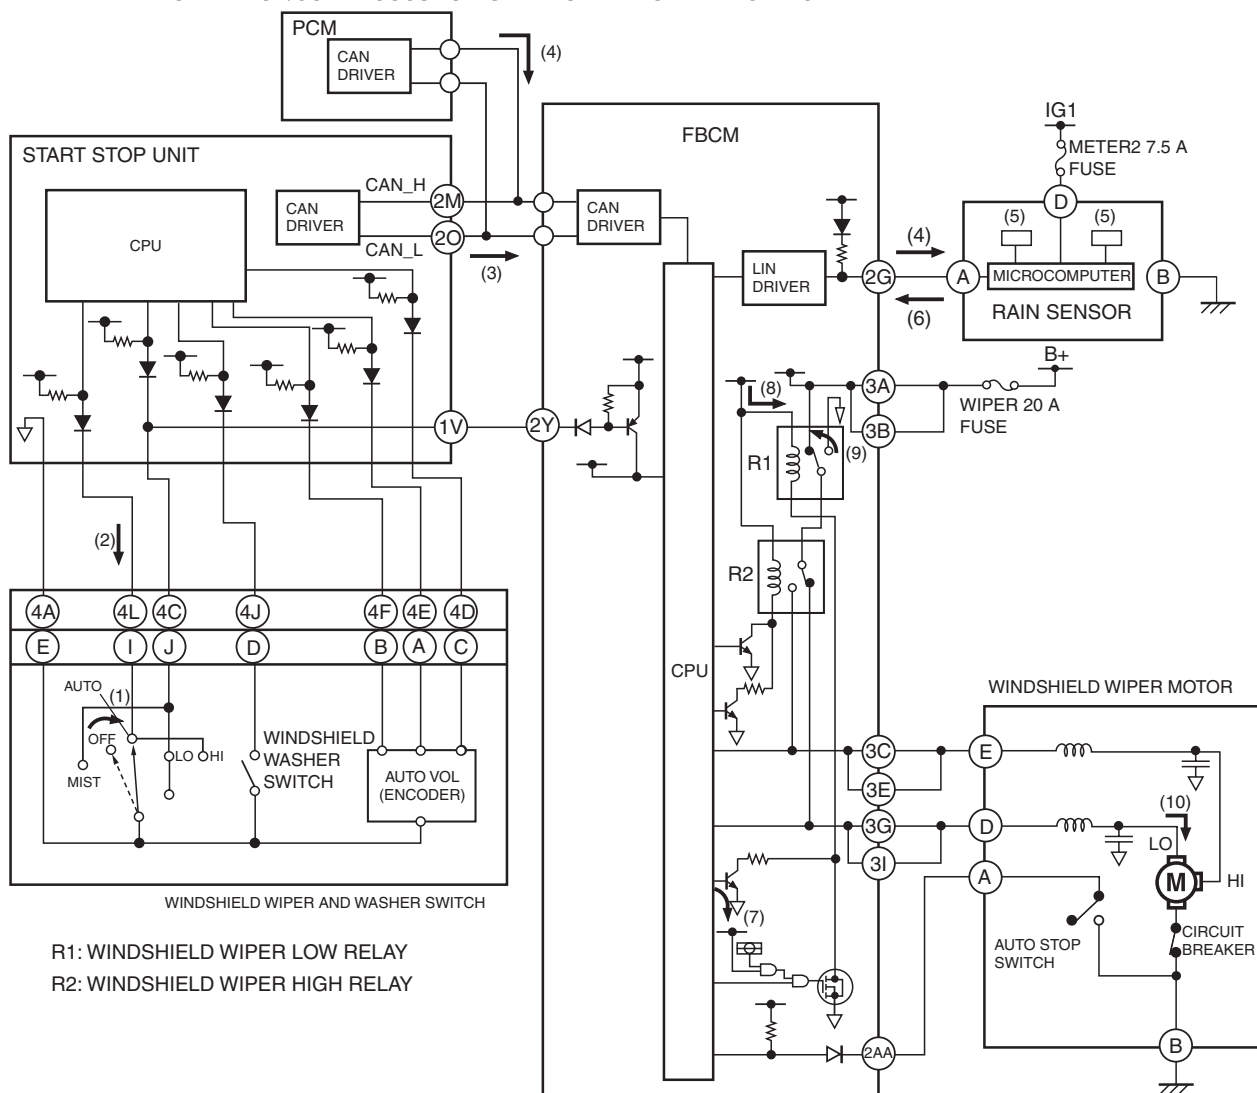 PCM
CAN
DRIVER
(4)
START STOP UNIT
CPU
CAN
DRIVER
CAN_H
CAN_L
2M
2O
(3)
1V
(2)
FBCM
CAN
DRIVER
LIN
DRIVER
2G
2Y
(4)
(6)
IG1
METER2 7.5 A
FUSE
D
(5)
(5)
A
MICROCOMPUTER
B
RAIN SENSOR
B+
WIPER 20 A
FUSE
3A
3B
(8)
(9)
R1
R2
CPU
4A
4L
4C
4J
4F
4E
4D
E
I
J
D
B
A
C
AUTO
(1)
OFF
MIST
LO
HI
WINDSHIELD
WASHER
SWITCH
AUTO VOL
(ENCODER)
WINDSHIELD WIPER AND WASHER SWITCH
R1: WINDSHIELD WIPER LOW RELAY
R2: WINDSHIELD WIPER HIGH RELAY
3C
3E
3G
3I
(7)
2AA
WINDSHIELD WIPER MOTOR
E
D
A
(10)
LO
M
HI
AUTO STOP
SWITCH
CIRCUIT
BREAKER
B